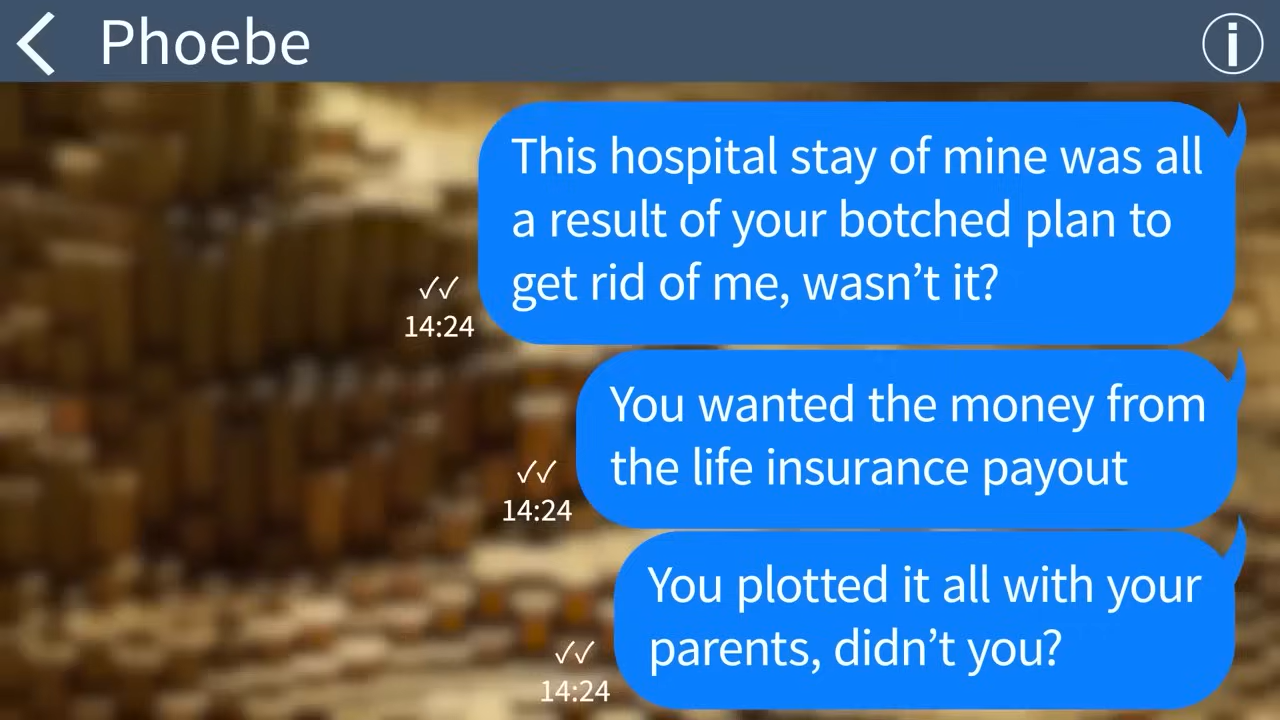 Phoebe
This hospital stay of mine was all
a result of your botched plan to
get rid of me, wasn’t it?
14:24
You wanted the money from
the life insurance payout
14:24
You plotted it all with your
parents, didn’t you?
14:24